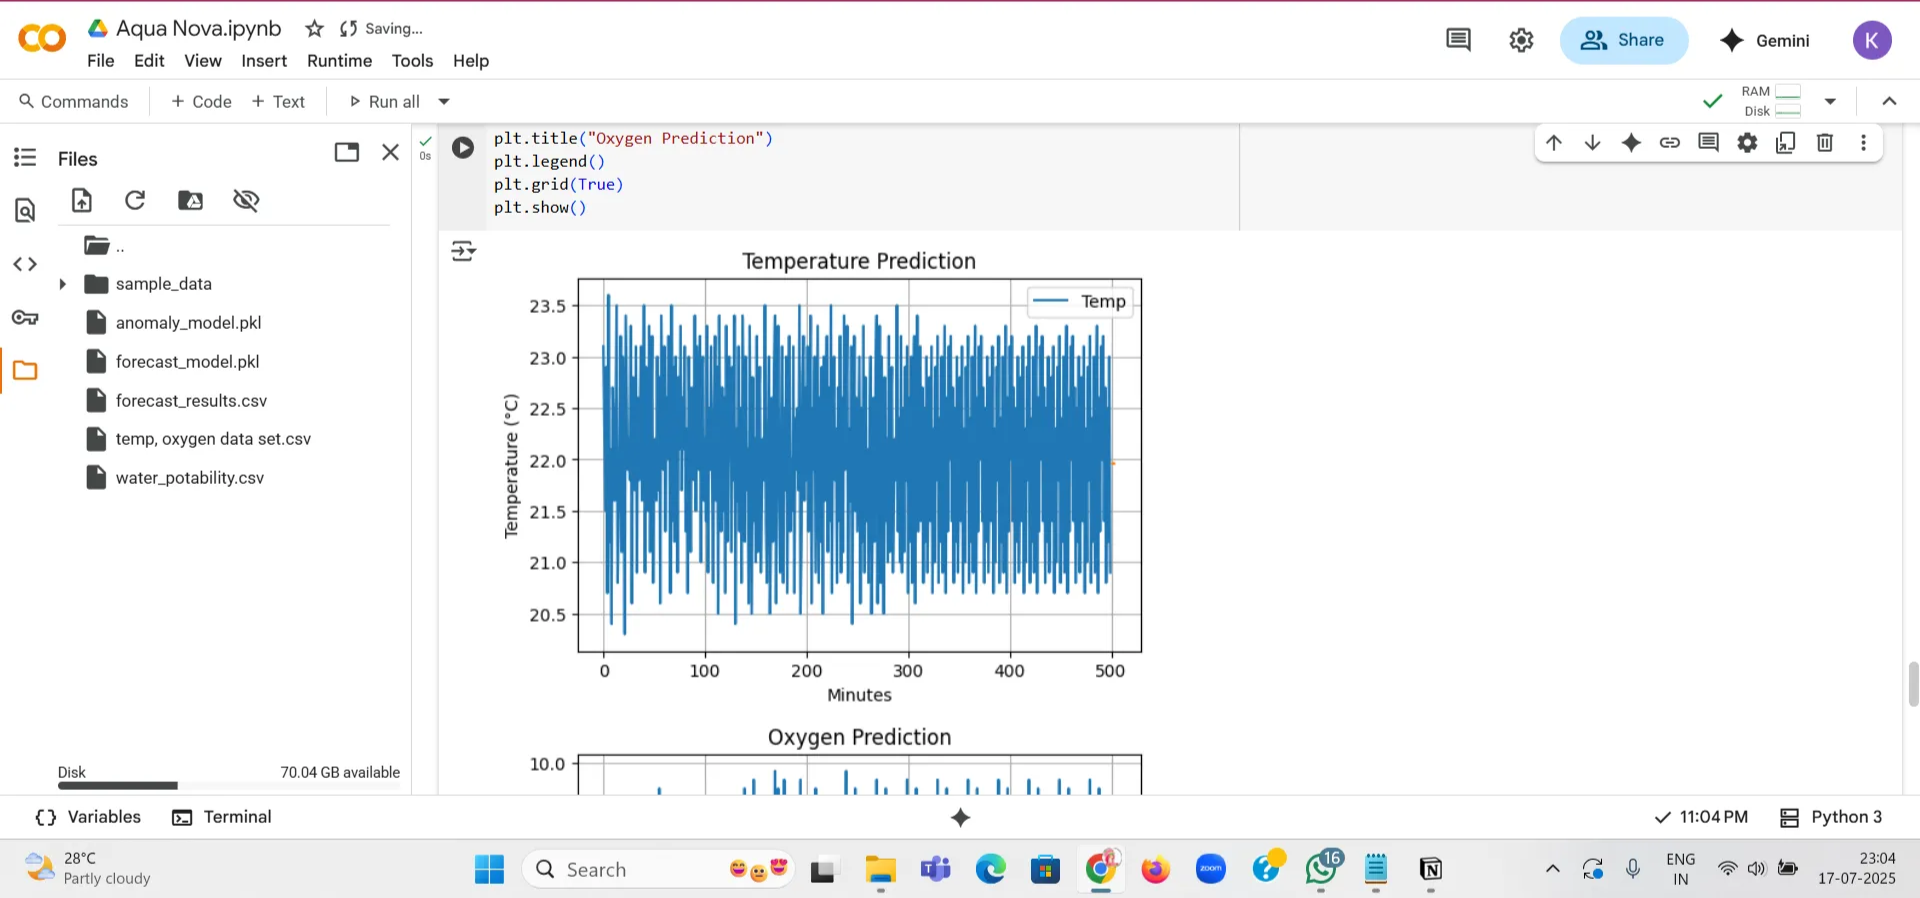 Aqua Nova.ipynb
Saving...
File Edit View Insert Runtime Tools Help
Share
Gemini
K
Commands
+ Code + Text
Run all
RAM
Disk
Files
..
sample_data
anomaly_model.pkl
forecast_model.pkl
forecast_results.csv
temp, oxygen data set.csv
water_potability.csv
Disk
70.04 GB available
0s
plt.title("Oxygen Prediction")
plt.legend()
plt.grid(True)
plt.show()
Temperature Prediction
Temp
23.5
23.0
22.5
22.0
21.5
21.0
20.5
Temperature (°C)
0 100 200 300 400 500
Minutes
Oxygen Prediction
10.0
Variables
Terminal
11:04 PM
Python 3
28°C
Partly cloudy
Search
zoom
16
ENG
IN
23:04
17-07-2025